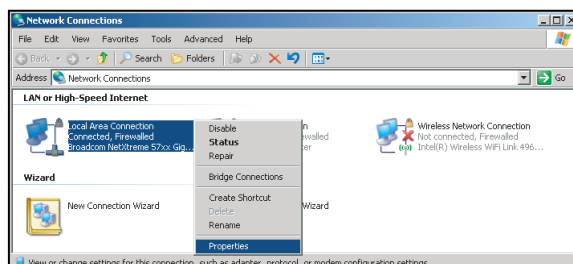 Network Connections
File Edit View Favorites Tools Advanced Help
Back Search Folders
Address Network Connections Go
LAN or High-Speed Internet
Local Area Connection
Connected, Firewalled
Broadcom NetXtreme 57xx Gig...
Disable
Status
Repair
Bridge Connections
Create Shortcut
Delete
Rename
Properties
Wireless Network Connection
Not connected, Firewalled
Intel(R) Wireless WiFi Link 496...
Wizard
New Connection Wizard
Wizard
View or change settings for this connection, such as adapter, protocol, or modem configuration settings.